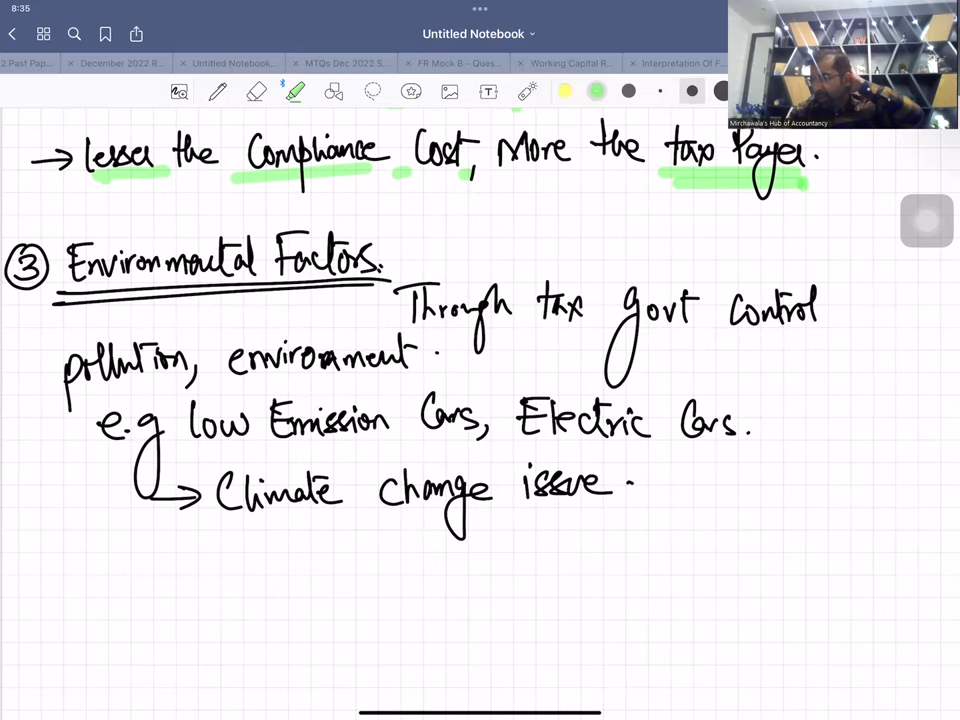 8:35
Untitled Notebook
2 Past Pap...
December 2022 R...
Untitled Notebook...
MTQs Dec 2022 S...
FR Mock B - Ques...
Working Capital R...
Interpretation Of F...
Mirchawala's Hub of Accountancy
→ lesser the Compliance Cost, More the tax Payer.
③ Environmental Factors.
Through tax govt control
pollution, environment.
e.g low Emission Cars, Electric Cars.
→ Climate change issue.